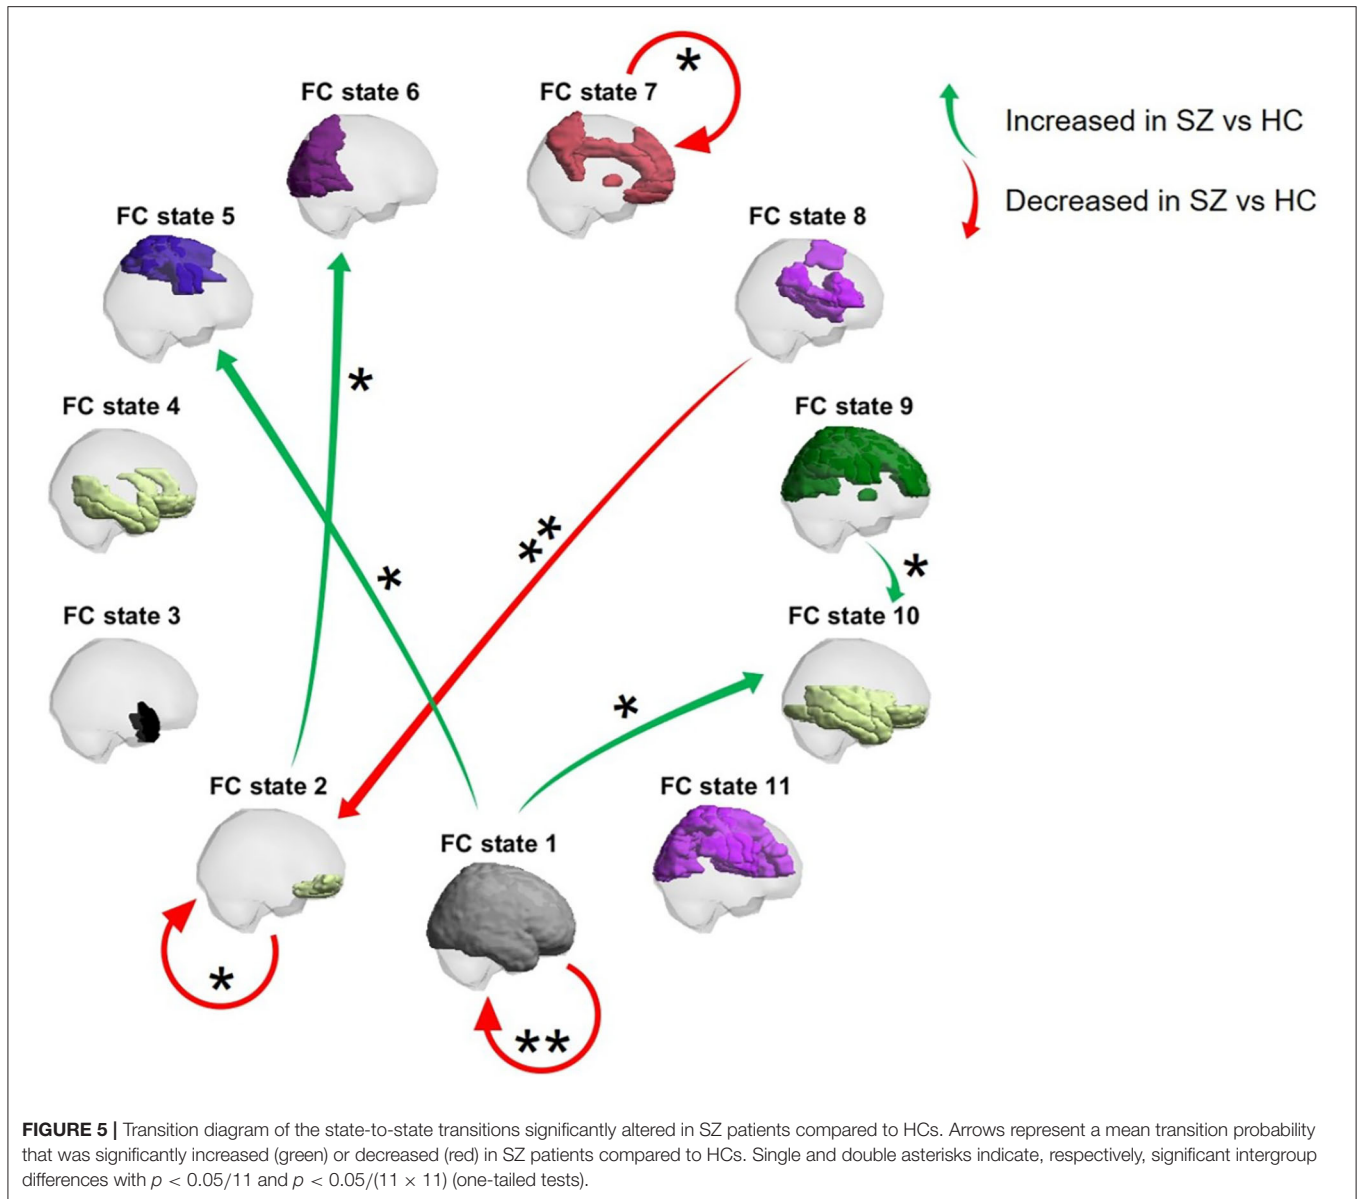 *
FC state 6
FC state 7
Increased in SZ vs HC
Decreased in SZ vs HC
FC state 5
FC state 8
*
FC state 4
FC state 9
**
*
*
FC state 3
FC state 10
*
FC state 2
FC state 11
FC state 1
*
**
FIGURE 5 | Transition diagram of the state-to-state transitions significantly altered in SZ patients compared to HCs. Arrows represent a mean transition probability
that was significantly increased (green) or decreased (red) in SZ patients compared to HCs. Single and double asterisks indicate, respectively, significant intergroup
differences with p < 0.05/11 and p < 0.05/(11 × 11) (one-tailed tests).